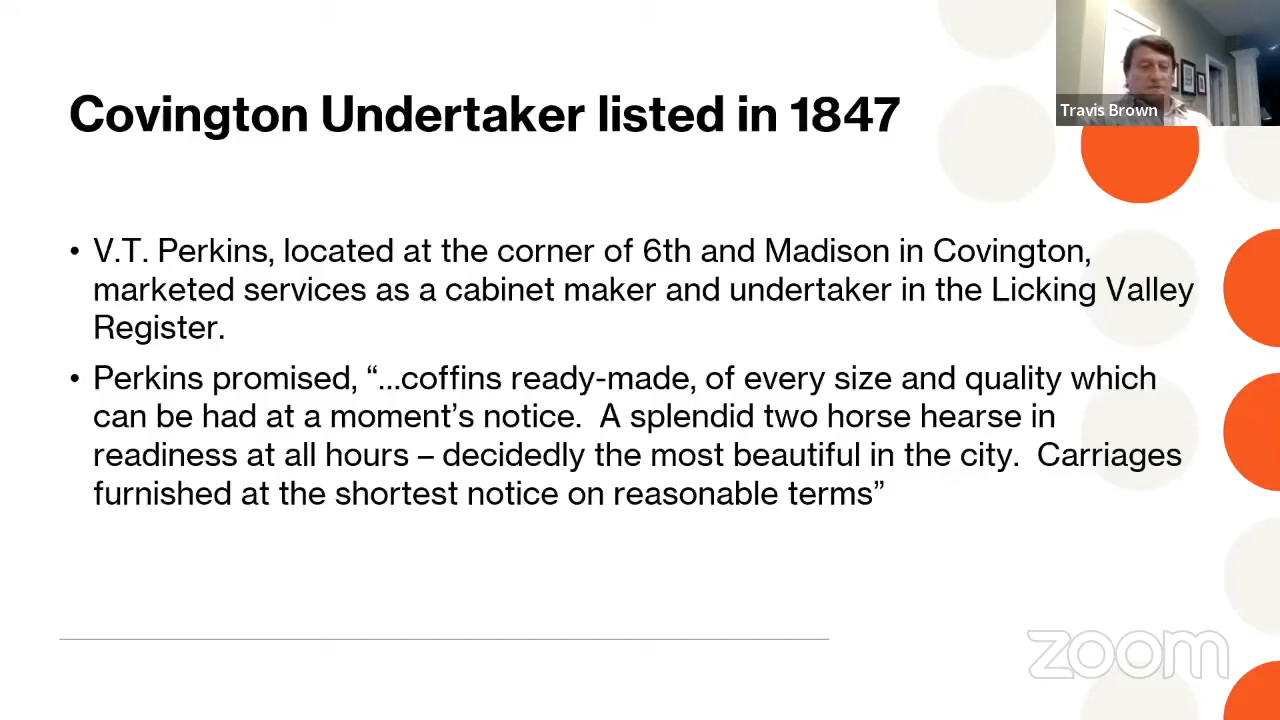 Travis Brown
Covington Undertaker listed in 1847
• V.T. Perkins, located at the corner of 6th and Madison in Covington,
marketed services as a cabinet maker and undertaker in the Licking Valley
Register.
• Perkins promised, “...coffins ready-made, of every size and quality which
can be had at a moment’s notice.  A splendid two horse hearse in
readiness at all hours – decidedly the most beautiful in the city.  Carriages
furnished at the shortest notice on reasonable terms”
zoom